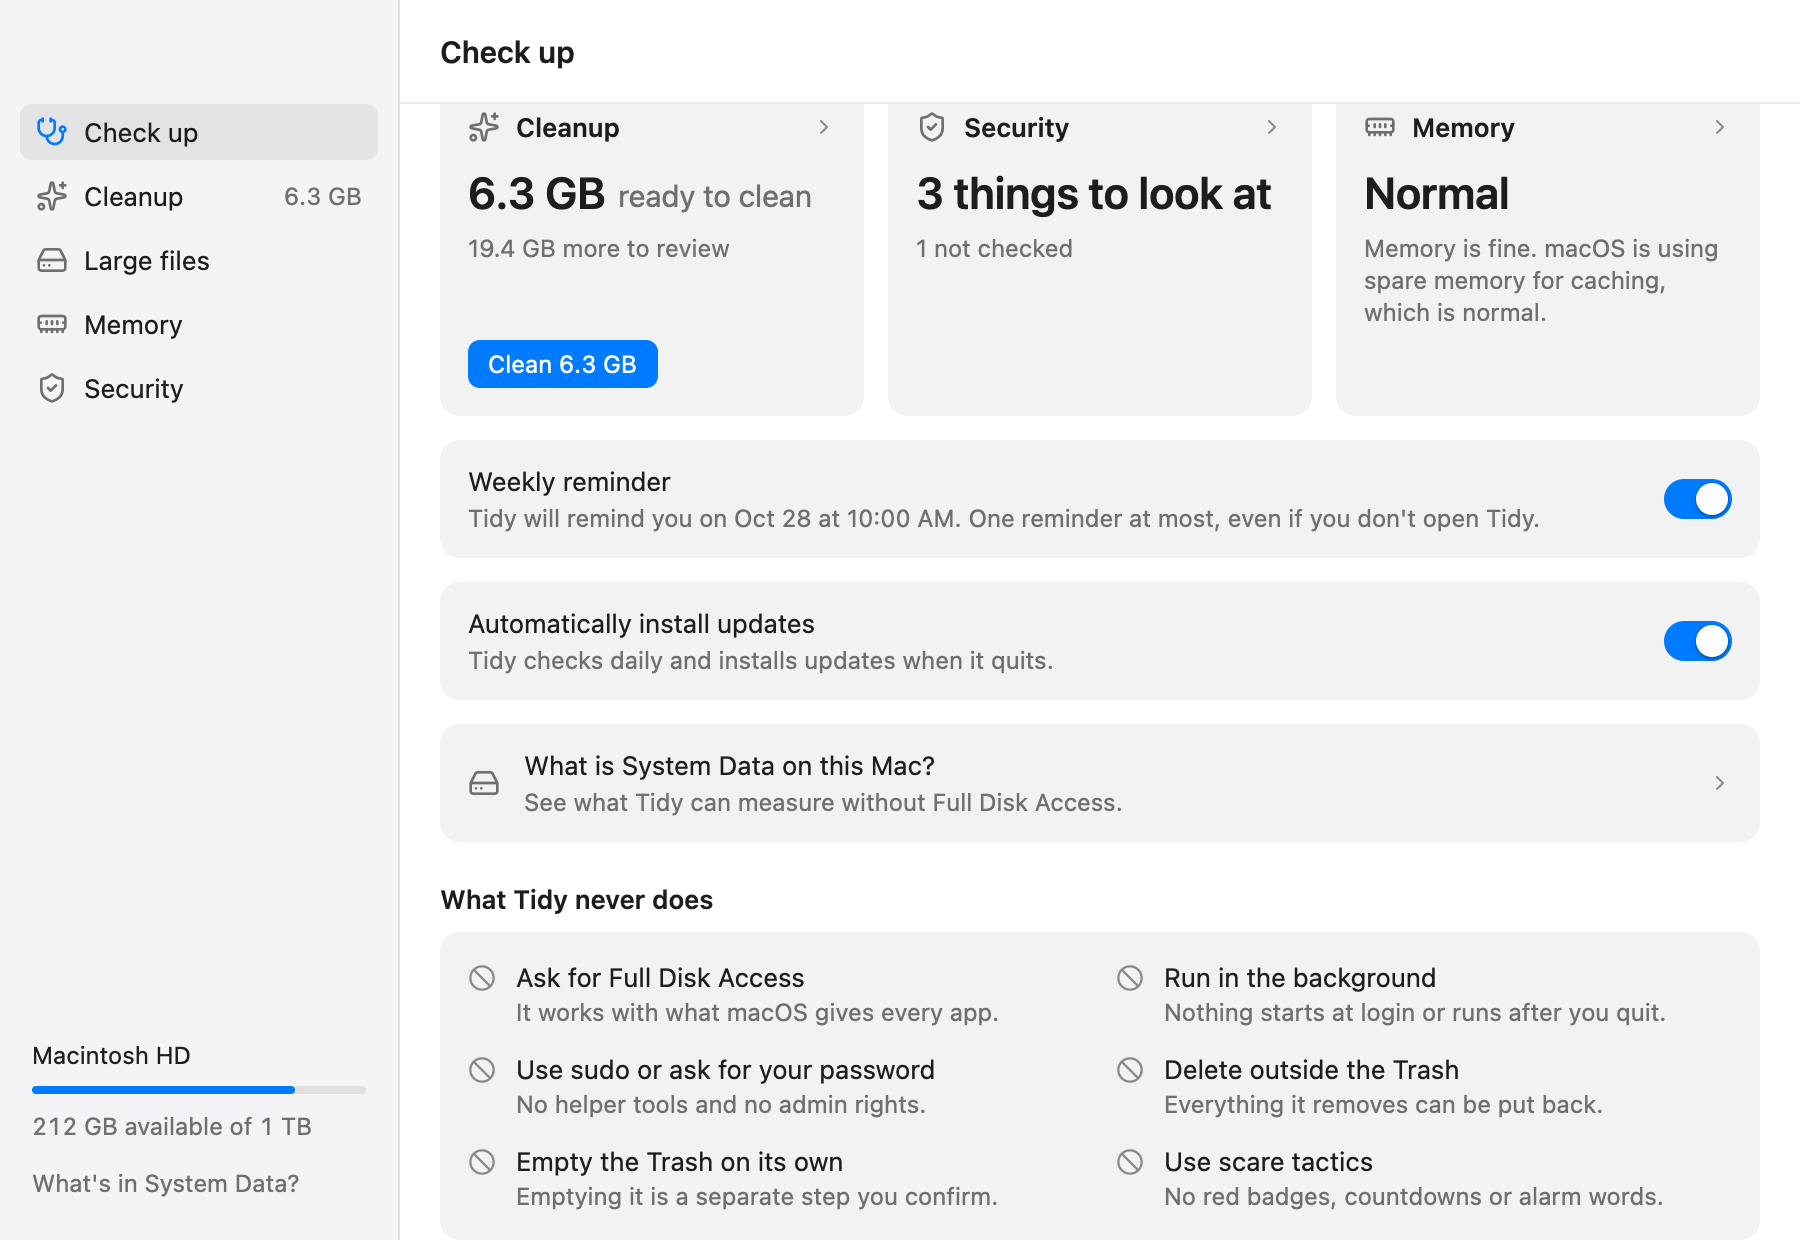 Check up
Cleanup 6.3 GB
Large files
Memory
Security
Macintosh HD
212 GB available of 1 TB
What's in System Data?
Check up
Cleanup
6.3 GB ready to clean
19.4 GB more to review
Clean 6.3 GB
Security
3 things to look at
1 not checked
Memory
Normal
Memory is fine. macOS is using
spare memory for caching,
which is normal.
Weekly reminder
Tidy will remind you on Oct 28 at 10:00 AM. One reminder at most, even if you don't open Tidy.
Automatically install updates
Tidy checks daily and installs updates when it quits.
What is System Data on this Mac?
See what Tidy can measure without Full Disk Access.
What Tidy never does
Ask for Full Disk Access
It works with what macOS gives every app.
Run in the background
Nothing starts at login or runs after you quit.
Use sudo or ask for your password
No helper tools and no admin rights.
Delete outside the Trash
Everything it removes can be put back.
Empty the Trash on its own
Emptying it is a separate step you confirm.
Use scare tactics
No red badges, countdowns or alarm words.